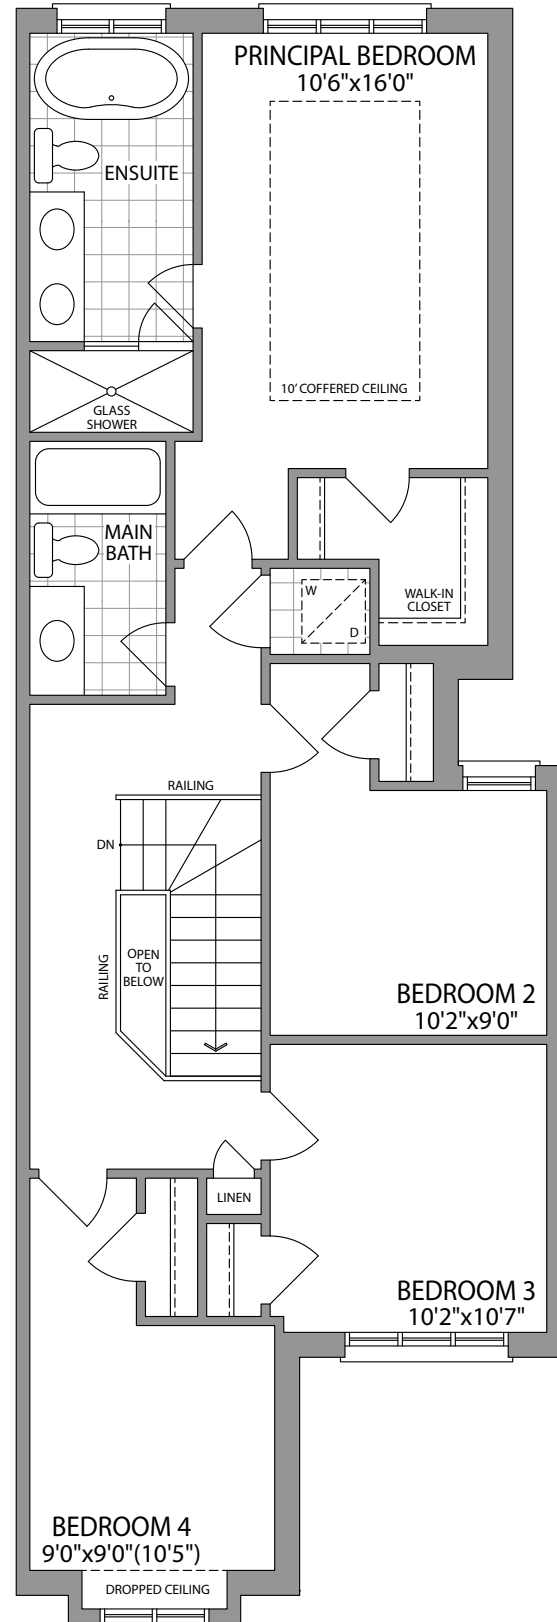 PRINCIPAL BEDROOM
10'6"x16'0"
ENSUITE
10' COFFERED CEILING
GLASS
SHOWER
MAIN
BATH
W
D
WALK-IN
CLOSET
RAILING
DN
RAILING
OPEN
TO
BELOW
BEDROOM 2
10'2"x9'0"
LINEN
BEDROOM 3
10'2"x10'7"
BEDROOM 4
9'0"x9'0"(10'5")
DROPPED CEILING